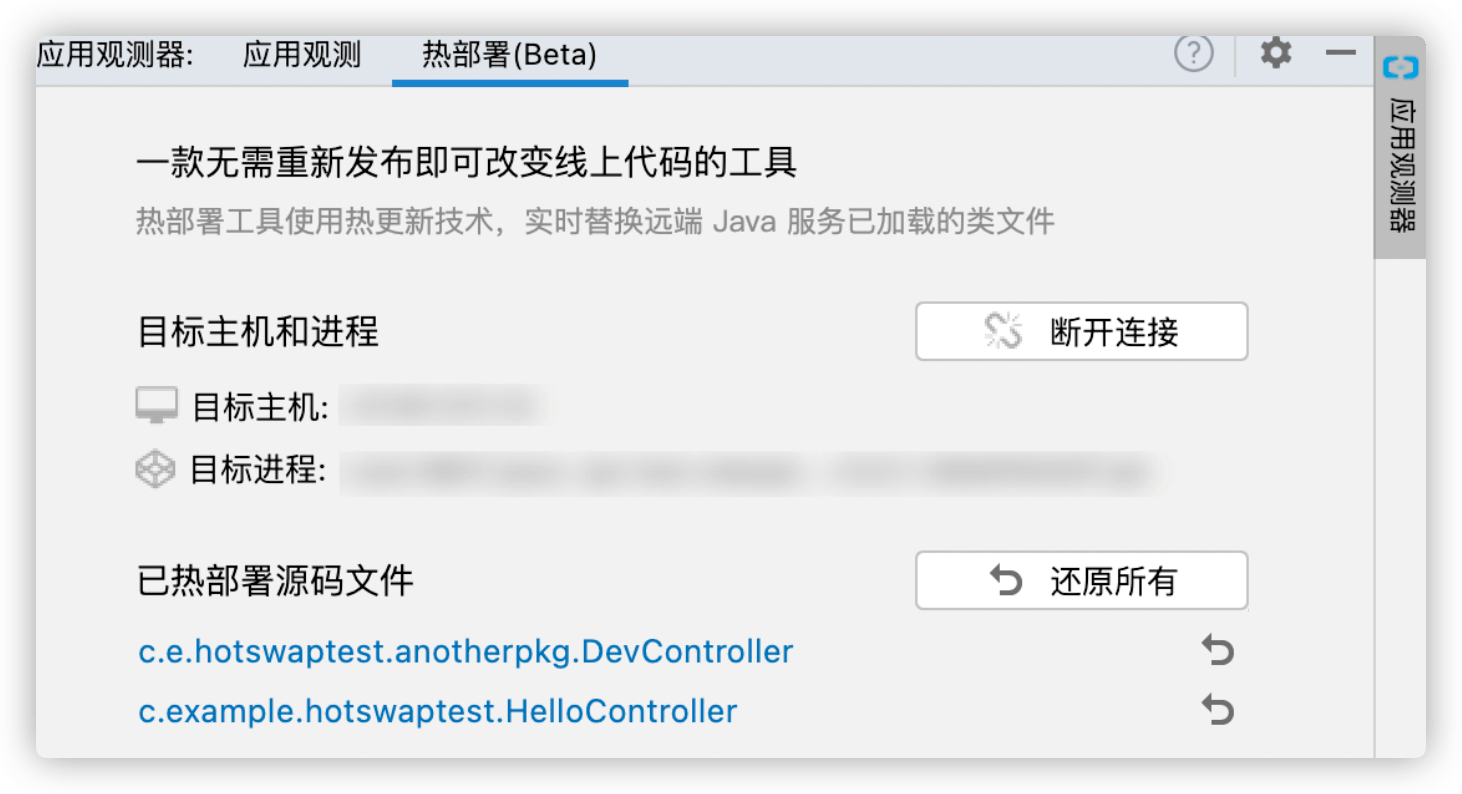 应用观测器: 应用观测 热部署(Beta)
应用观测器
一款无需重新发布即可改变线上代码的工具
热部署工具使用热更新技术，实时替换远端 Java 服务已加载的类文件
目标主机和进程 断开连接
目标主机:
目标进程:
已热部署源码文件 还原所有
c.e.hotswaptest.anotherpkg.DevController
c.example.hotswaptest.HelloController